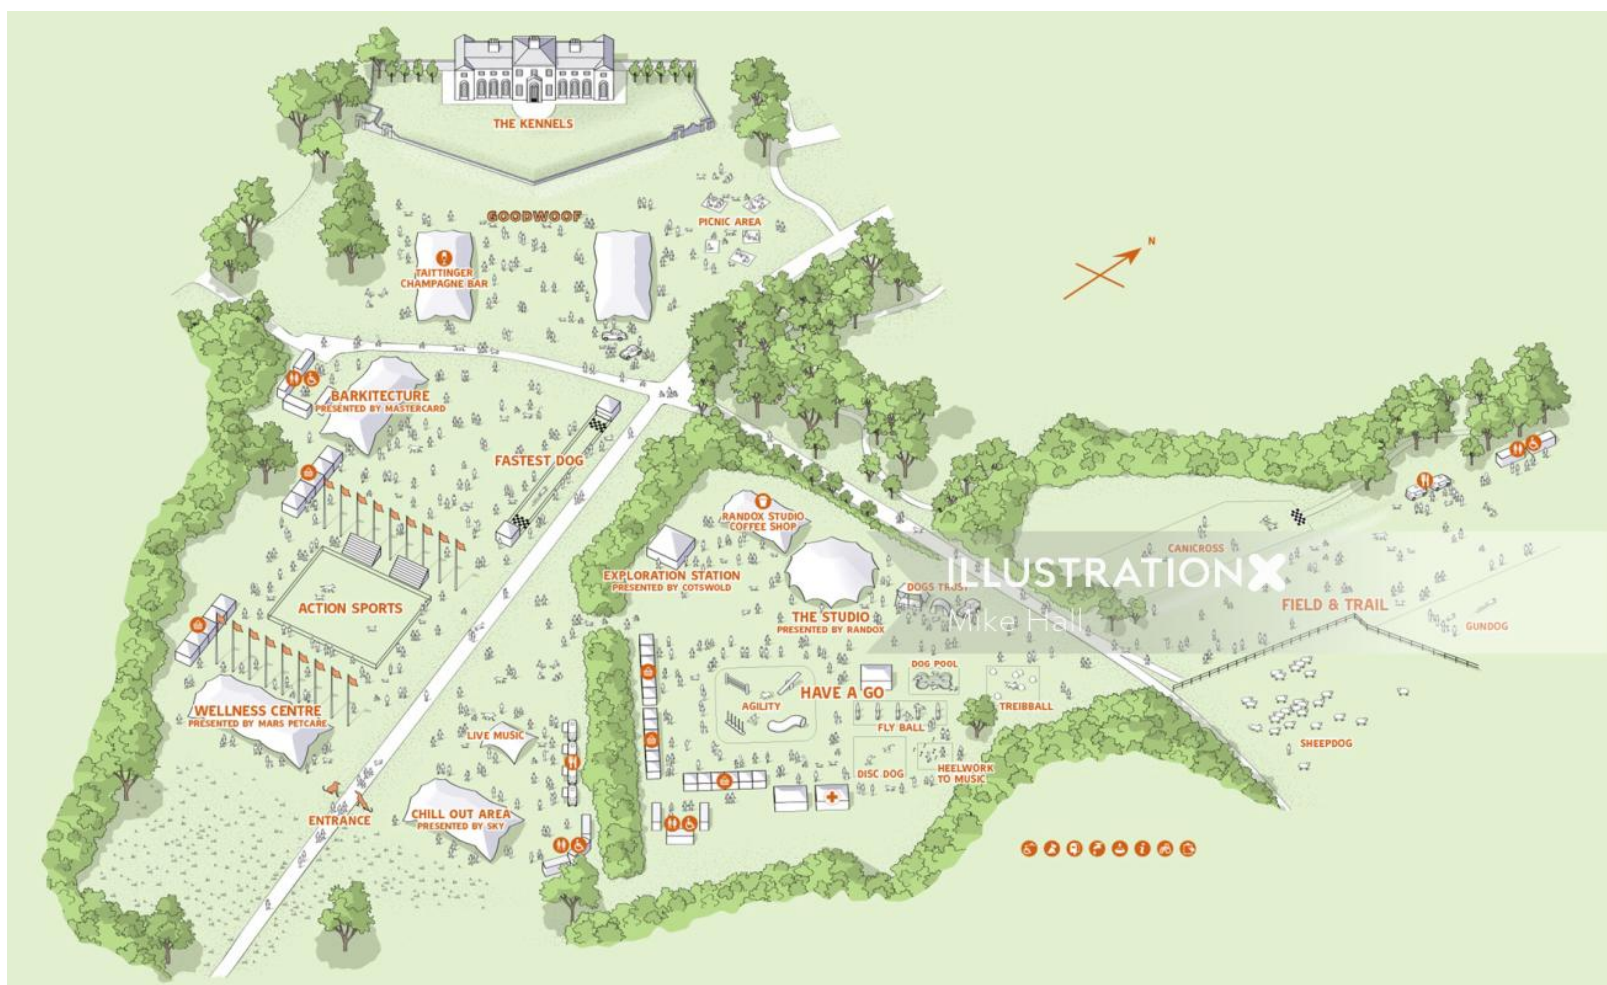 THE KENNELS
GOODWOOF
PICNIC AREA
N
TAITTINGER
CHAMPAGNE BAR
BARKITECTURE
PRESENTED BY MASTERCARD
FASTEST DOG
RANDOX STUDIO
COFFEE SHOP
EXPLORATION STATION
PRESENTED BY COTSWOLD
THE STUDIO
PRESENTED BY RANDOX
DOGS TRUST
CANICROSS
ILLUSTRATIONX
Mike Hall
FIELD & TRAIL
GUNDOG
ACTION SPORTS
DOG POOL
HAVE A GO
AGILITY
TREIBBALL
FLY BALL
WELLNESS CENTRE
PRESENTED BY MARS PETCARE
LIVE MUSIC
SHEEPDOG
DISC DOG
HEELWORK
TO MUSIC
ENTRANCE
CHILL OUT AREA
PRESENTED BY SKY